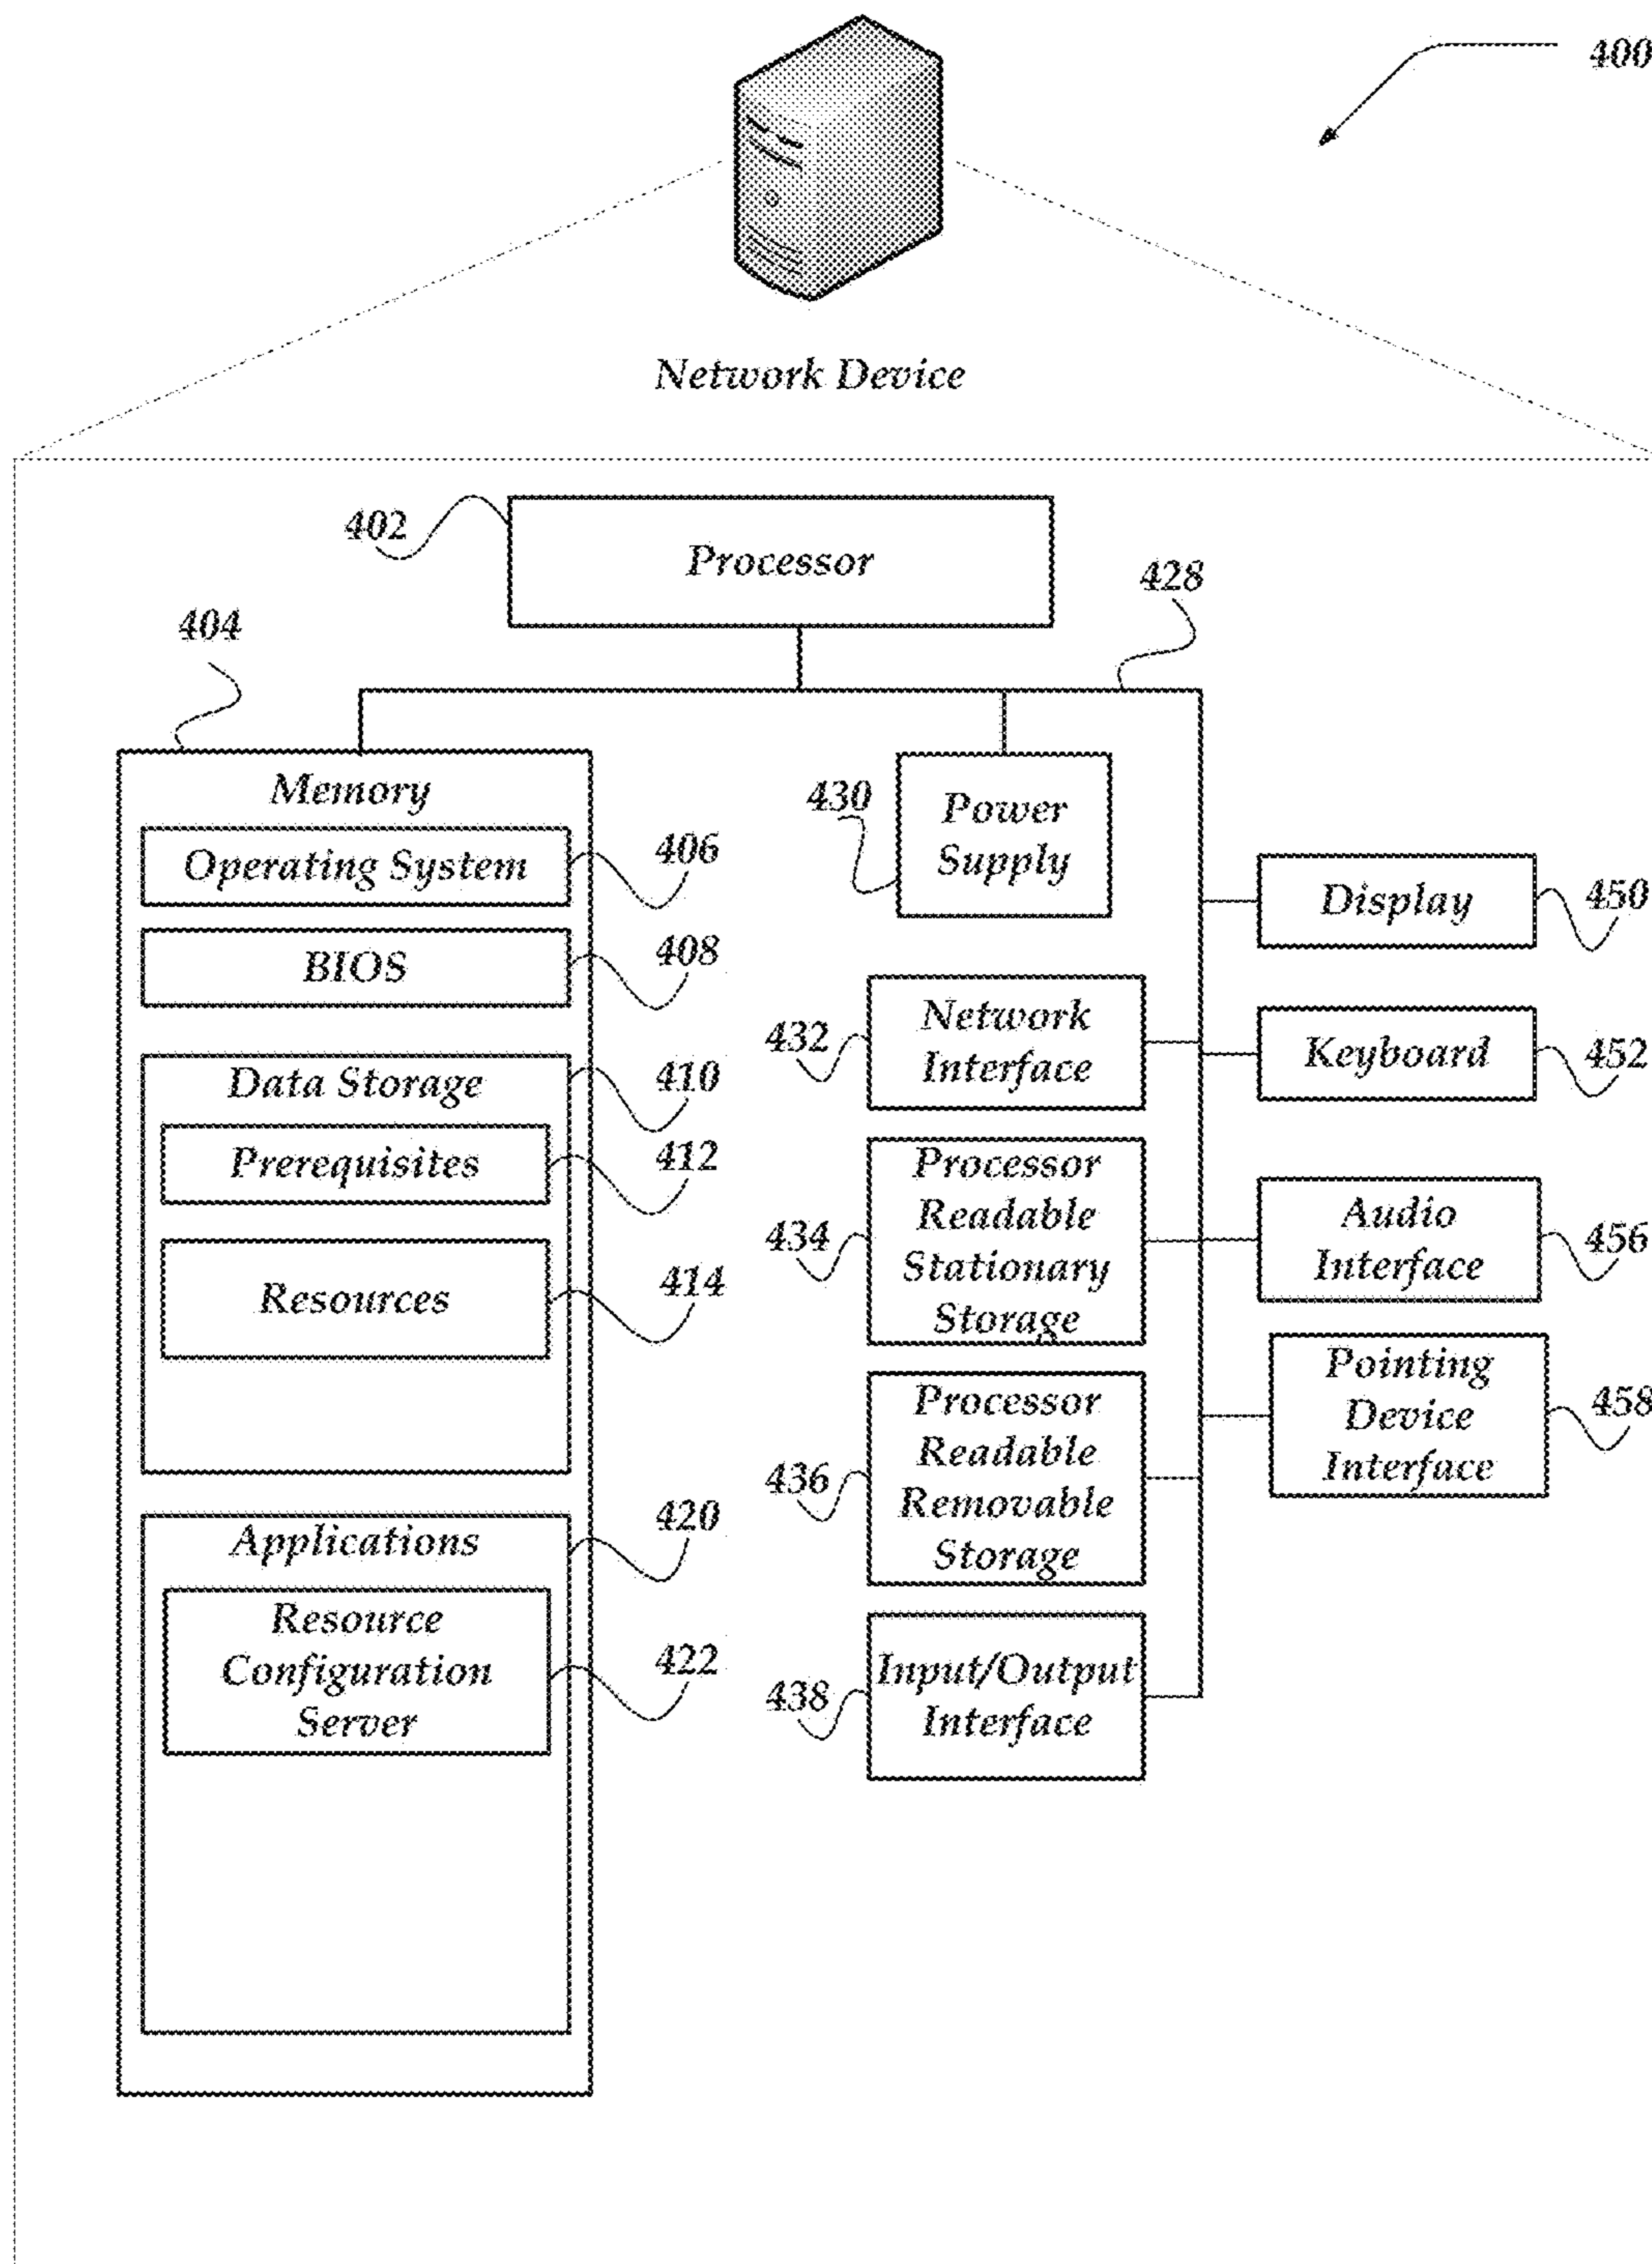 400
Network Device
402
Processor
428
404
Memory
Operating System
406
BIOS
408
Data Storage
410
Prerequisites
412
Resources
414
Applications
420
Resource
Configuration
Server
422
430
Power
Supply
432
Network
Interface
434
Processor
Readable
Stationary
Storage
436
Processor
Readable
Removable
Storage
438
Input/Output
Interface
Display
450
Keyboard
452
Audio
Interface
456
Pointing
Device
Interface
458